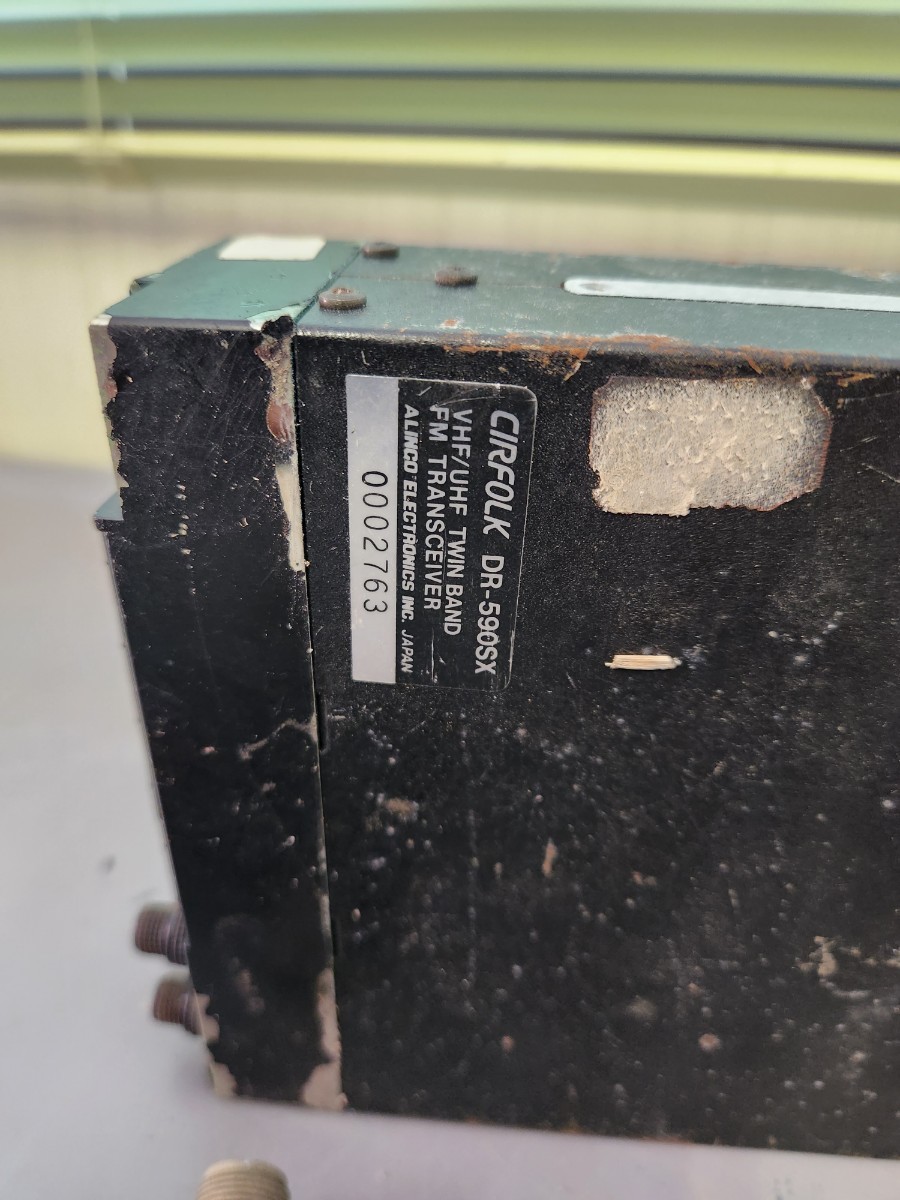 CIRFOLK DR-590SX
VHF/UHF TWIN BAND
FM TRANSCEIVER
ALINCO ELECTRONICS INC. JAPAN
0002763